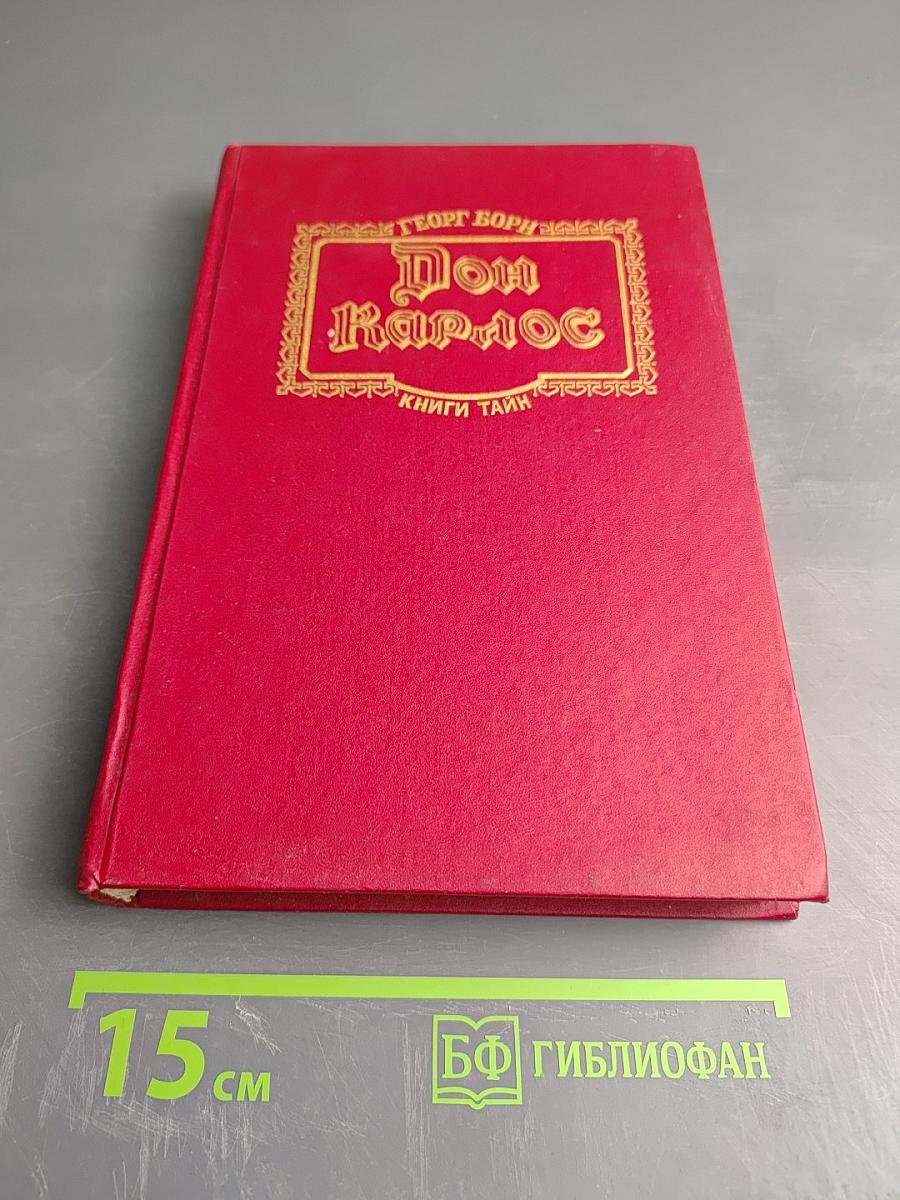 ГЕОРГ БОРН
Дон
Карлос
КНИГИ ТАЙН
15 см
БФ ГИБЛИОФАН